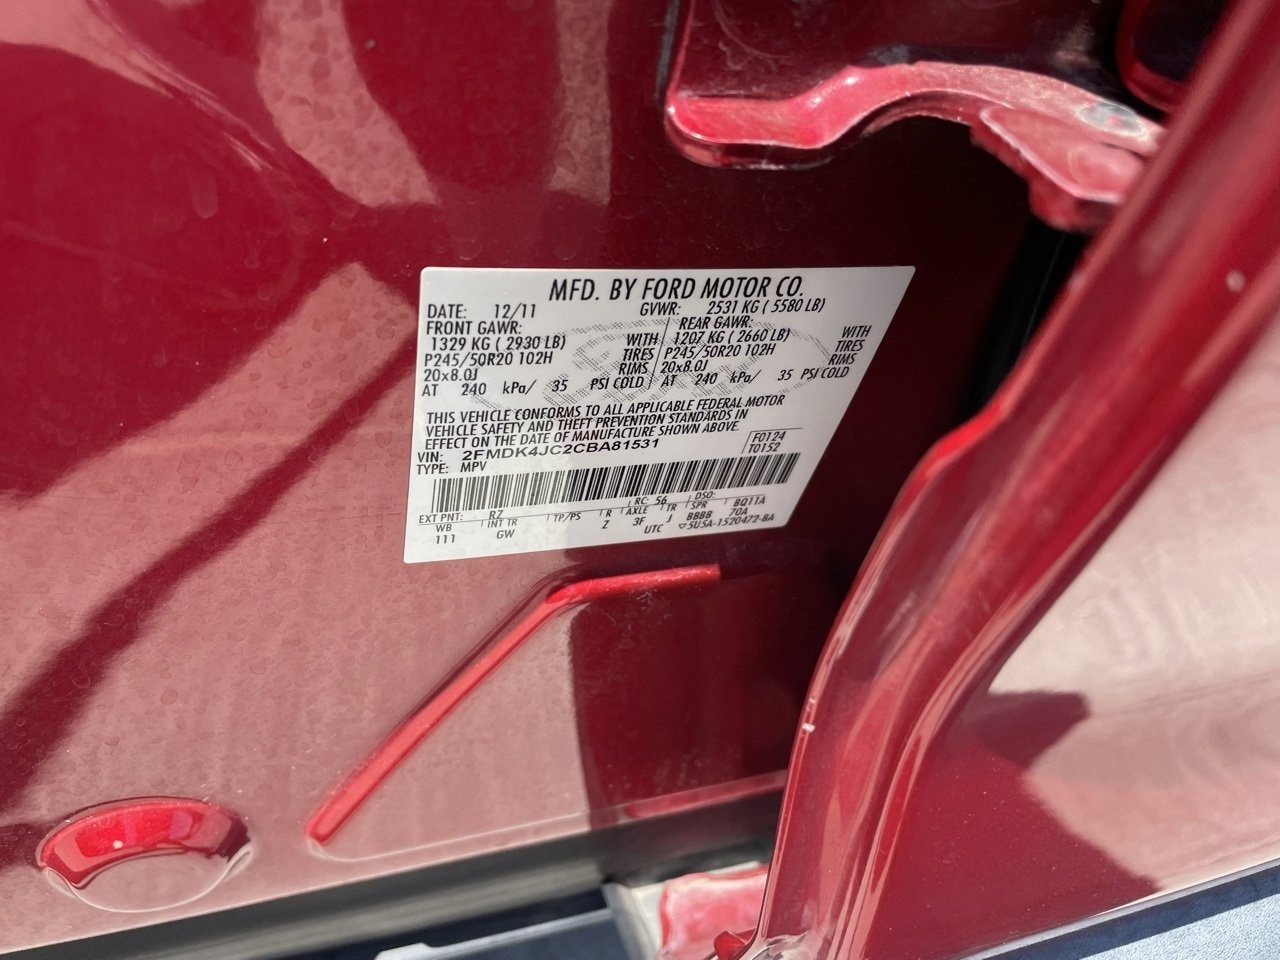 MFD. BY FORD MOTOR CO.
DATE: 12/11 GVWR: 2531 KG ( 5580 LB)
FRONT GAWR: REAR GAWR:
1329 KG ( 2930 LB) WITH 1207 KG ( 2660 LB) WITH
P245/50R20 102H TIRES P245/50R20 102H TIRES
20x8.0J RIMS 20x8.0J RIMS
AT 240 kPa/ 35 PSI COLD AT 240 kPa/ 35 PSI COLD
THIS VEHICLE CONFORMS TO ALL APPLICABLE FEDERAL MOTOR
VEHICLE SAFETY AND THEFT PREVENTION STANDARDS IN
EFFECT ON THE DATE OF MANUFACTURE SHOWN ABOVE.
VIN: 2FMDK4JC2CBA81531 F0124
TYPE: MPV T0152
EXT PNT: RZ RC: 56 DSO:
WB INT TR TP/PS R AXLE TR SPR BQ11A
111 GW Z 3F J BBBB 70A
UTC ▽5U5A-1520472-BA